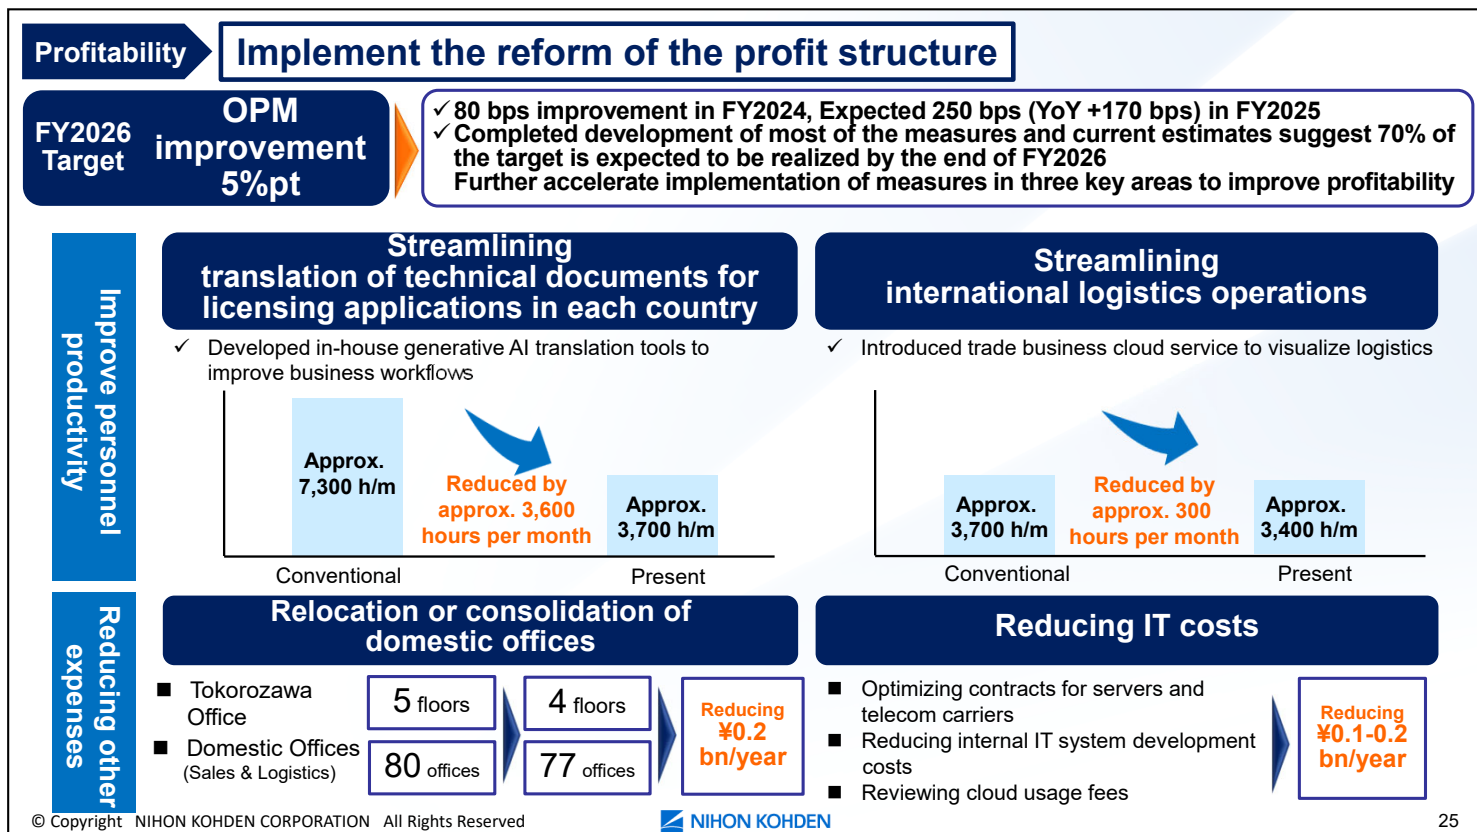 Profitability
Implement the reform of the profit structure
FY2026
Target
OPM
improvement
5%pt
✓80 bps improvement in FY2024, Expected 250 bps (YoY +170 bps) in FY2025
✓Completed development of most of the measures and current estimates suggest 70% of
the target is expected to be realized by the end of FY2026
Further accelerate implementation of measures in three key areas to improve profitability
Improve personnel
productivity
Streamlining
translation of technical documents for
licensing applications in each country
✓ Developed in-house generative AI translation tools to
improve business workflows
Approx.
7,300 h/m
Reduced by
approx. 3,600
hours per month
Approx.
3,700 h/m
Conventional
Present
Streamlining
international logistics operations
✓ Introduced trade business cloud service to visualize logistics
Approx.
3,700 h/m
Reduced by
approx. 300
hours per month
Approx.
3,400 h/m
Conventional
Present
Reducing other
expenses
Relocation or consolidation of
domestic offices
■ Tokorozawa
Office
5 floors
4 floors
■ Domestic Offices
(Sales & Logistics)
80 offices
77 offices
Reducing
¥0.2
bn/year
Reducing IT costs
■ Optimizing contracts for servers and
telecom carriers
■ Reducing internal IT system development
costs
■ Reviewing cloud usage fees
Reducing
¥0.1-0.2
bn/year
© Copyright NIHON KOHDEN CORPORATION All Rights Reserved
NIHON KOHDEN
25